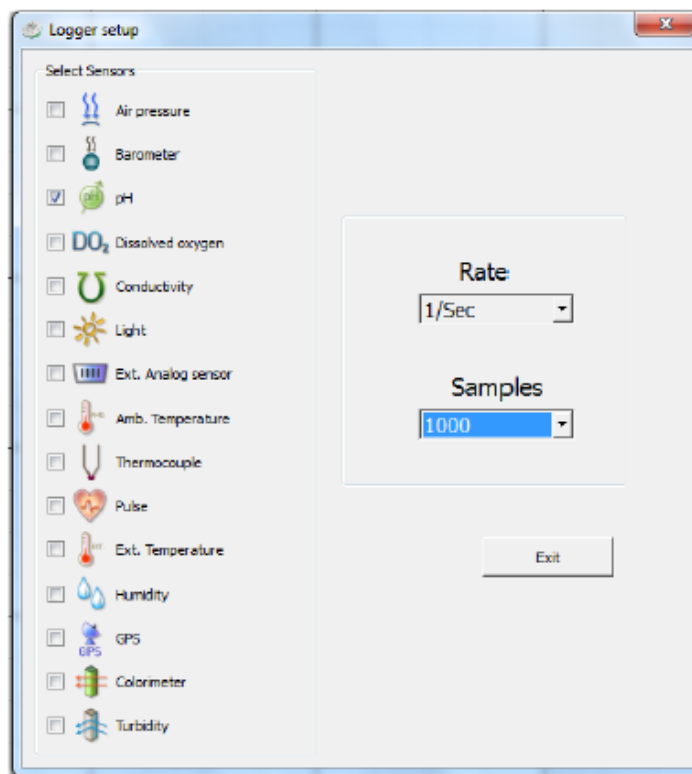 Logger setup
Select Sensors
Air pressure
Barometer
pH pH
DO₂ Dissolved oxygen
Conductivity
Light
Ext. Analog sensor
Amb. Temperature
Thermocouple
Pulse
Ext. Temperature
Humidity
GPS GPS
Colorimeter
Turbidity
Rate
1/Sec
Samples
1000
Exit